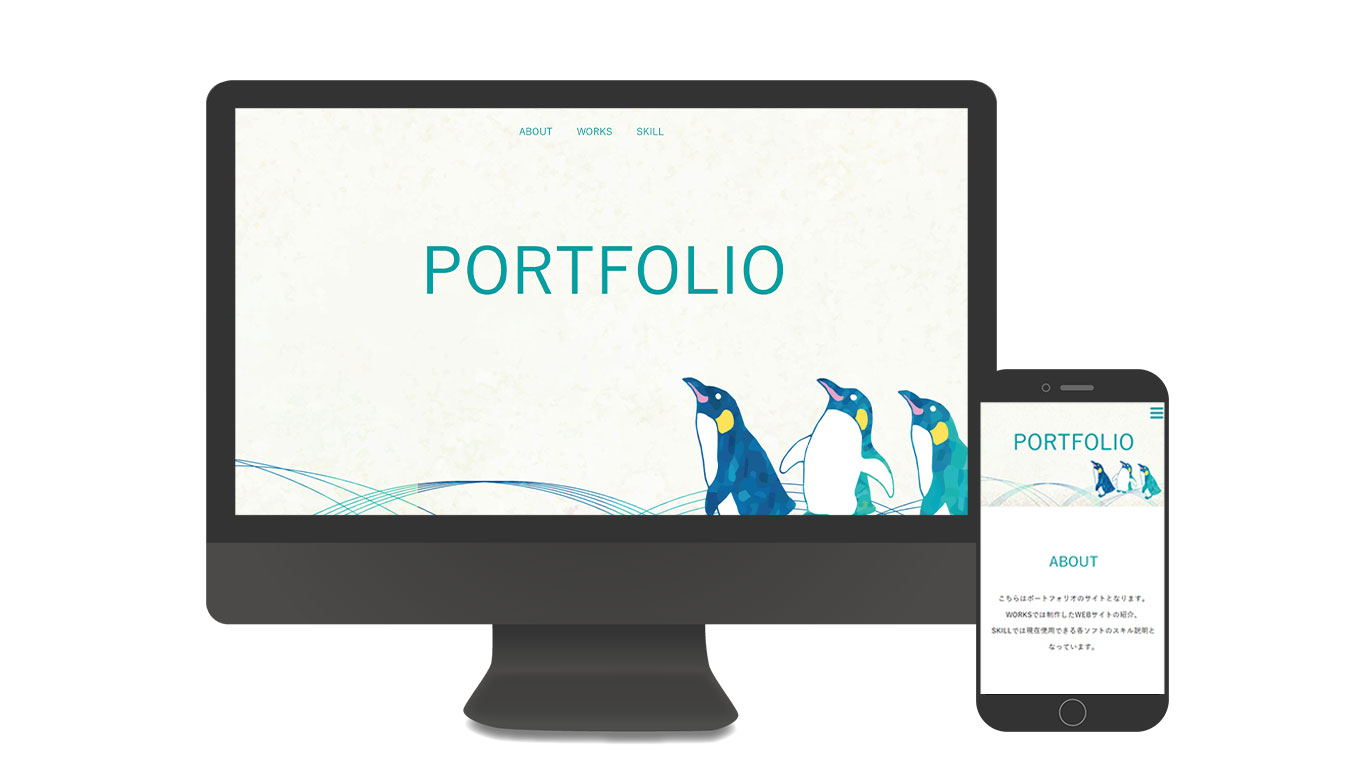 ABOUT WORKS SKILL
PORTFOLIO
PORTFOLIO
ABOUT
こちらはポートフォリオのサイトとなります。
WORKSでは制作したWEBサイトの紹介、
SKILLでは現在使用できる各ソフトのスキル説明と
なっています。